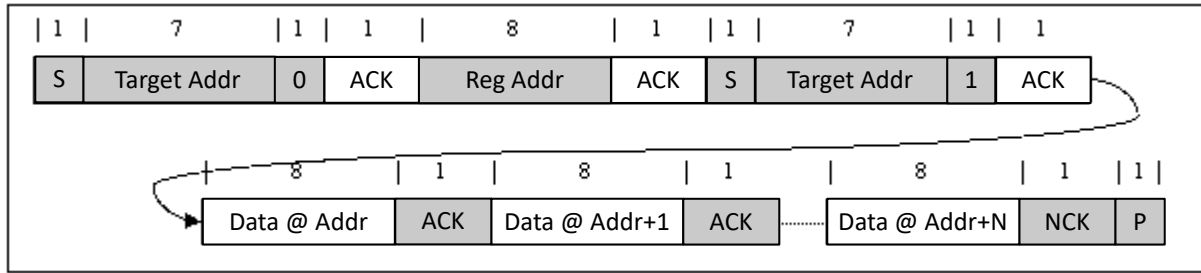 | 1 | 7 | 1 | 1 | 8 | 1 | 1 | 7 | 1 | 1
S Target Addr 0 ACK Reg Addr ACK S Target Addr 1 ACK
| 8 | 1 | 8 | 1 | 8 | 1 | 1 |
Data @ Addr ACK Data @ Addr+1 ACK Data @ Addr+N NCK P